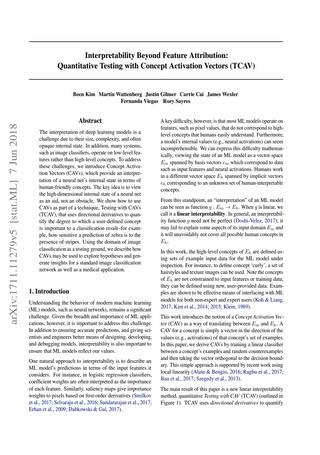 Interpretability Beyond Feature Attribution:
Quantitative Testing with Concept Activation Vectors (TCAV)
Been Kim Martin Wattenberg Justin Gilmer Carrie Cai James Wexler
Fernanda Viegas Rory Sayres
arXiv:1711.11279v5 [stat.ML] 7 Jun 2018
Abstract
The interpretation of deep learning models is a
challenge due to their size, complexity, and often
opaque internal state. In addition, many systems,
such as image classifiers, operate on low-level fea-
tures rather than high-level concepts. To address
these challenges, we introduce Concept Activa-
tion Vectors (CAVs), which provide an interpre-
tation of a neural net's internal state in terms of
human-friendly concepts. The key idea is to view
the high-dimensional internal state of a neural net
as an aid, not an obstacle. We show how to use
CAVs as part of a technique, Testing with CAVs
(TCAV), that uses directional derivatives to quan-
tify the degree to which a user-defined concept
is important to a classification result–for exam-
ple, how sensitive a prediction of zebra is to the
presence of stripes. Using the domain of image
classification as a testing ground, we describe how
CAVs may be used to explore hypotheses and gen-
erate insights for a standard image classification
network as well as a medical application.
1. Introduction
Understanding the behavior of modern machine learning
(ML) models, such as neural networks, remains a significant
challenge. Given the breadth and importance of ML appli-
cations, however, it is important to address this challenge.
In addition to ensuring accurate predictions, and giving sci-
entists and engineers better means of designing, developing,
and debugging models, interpretability is also important to
ensure that ML models reflect our values.
One natural approach to interpretability is to describe an
ML model's predictions in terms of the input features it
considers. For instance, in logistic regression classifiers,
coefficient weights are often interpreted as the importance
of each feature. Similarly, saliency maps give importance
weights to pixels based on first-order derivatives (Smilkov
et al., 2017; Selvaraju et al., 2016; Sundararajan et al., 2017;
Erhan et al., 2009; Dabkowski & Gal, 2017).
A key difficulty, however, is that most ML models operate on
features, such as pixel values, that do not correspond to high-
level concepts that humans easily understand. Furthermore,
a model's internal values (e.g., neural activations) can seem
incomprehensible. We can express this difficulty mathemat-
ically, viewing the state of an ML model as a vector space
E_m spanned by basis vectors e_m which correspond to data
such as input features and neural activations. Human work
in a different vector space E_h spanned by implicit vectors
e_h corresponding to an unknown set of human-interpretable
concepts.
From this standpoint, an "interpretation" of an ML model
can be seen as function g : E_m → E_h. When g is linear, we
call it a linear interpretability. In general, an interpretabil-
ity function g need not be perfect (Doshi-Velez, 2017); it
may fail to explain some aspects of its input domain E_m and
it will unavoidably not cover all possible human concepts in
E_h.
In this work, the high-level concepts of E_h are defined us-
ing sets of example input data for the ML model under
inspection. For instance, to define concept 'curly', a set of
hairstyles and texture images can be used. Note the concepts
of E_h are not constrained to input features or training data;
they can be defined using new, user-provided data. Exam-
ples are shown to be effective means of interfacing with ML
models for both non-expert and expert users (Koh & Liang,
2017; Kim et al., 2014; 2015; Klein, 1989).
This work introduces the notion of a Concept Activation Vec-
tor (CAV) as a way of translating between E_m and E_h. A
CAV for a concept is simply a vector in the direction of the
values (e.g., activations) of that concept's set of examples.
In this paper, we derive CAVs by training a linear classifier
between a concept's examples and random counterexamples
and then taking the vector orthogonal to the decision bound-
ary. This simple approach is supported by recent work using
local linearity (Alain & Bengio, 2016; Raghu et al., 2017;
Bau et al., 2017; Szegedy et al., 2013).
The main result of this paper is a new linear interpretability
method, quantitative Testing with CAV (TCAV) (outlined in
Figure 1). TCAV uses directional derivatives to quantify